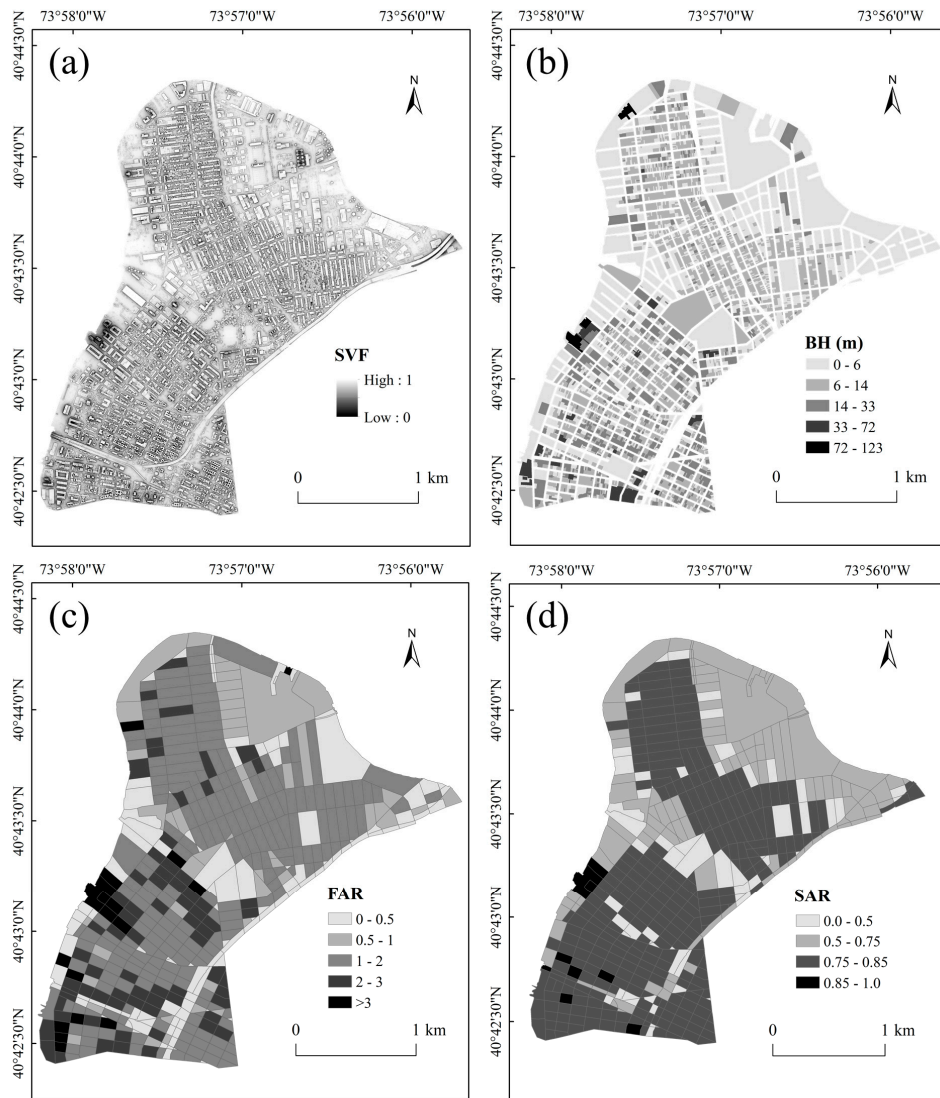 73°58'0"W 73°57'0"W 73°56'0"W
40°44'30"N
40°44'0"N
40°43'30"N
40°43'0"N
40°42'30"N
(a)
N
SVF
High : 1
Low : 0
0 1 km
73°58'0"W 73°57'0"W 73°56'0"W
40°44'30"N
40°44'0"N
40°43'30"N
40°43'0"N
40°42'30"N
(b)
N
BH (m)
0 - 6
6 - 14
14 - 33
33 - 72
72 - 123
0 1 km
73°58'0"W 73°57'0"W 73°56'0"W
40°44'30"N
40°44'0"N
40°43'30"N
40°43'0"N
40°42'30"N
(c)
N
FAR
0 - 0.5
0.5 - 1
1 - 2
2 - 3
>3
0 1 km
73°58'0"W 73°57'0"W 73°56'0"W
40°44'30"N
40°44'0"N
40°43'30"N
40°43'0"N
40°42'30"N
(d)
N
SAR
0.0 - 0.5
0.5 - 0.75
0.75 - 0.85
0.85 - 1.0
0 1 km